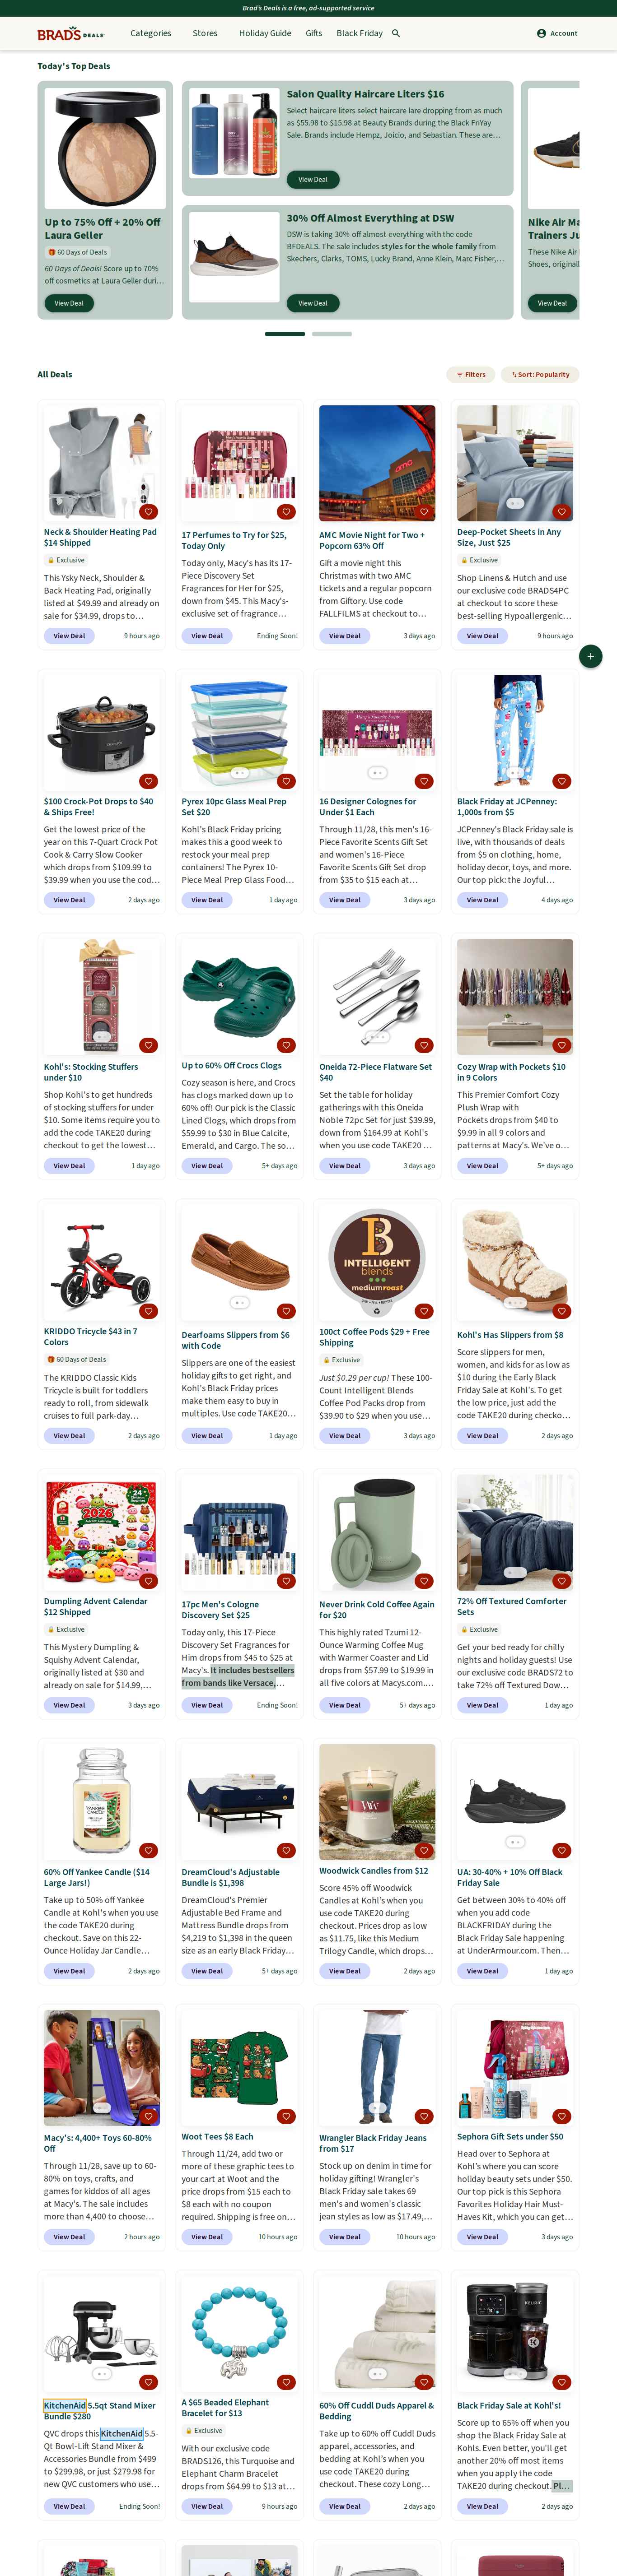 Brad's Deals is a free, ad-supported service
BRAD'S DEALS
Categories
Stores
Holiday Guide
Gifts
Black Friday
Account
Today's Top Deals
Up to 75% Off + 20% Off
Laura Geller
60 Days of Deals
60 Days of Deals! Score up to 70%
off cosmetics at Laura Geller duri…
View Deal
Salon Quality Haircare Liters $16
Select haircare liters select haircare lare dropping from as much
as $55.98 to $15.98 at Beauty Brands during the Black FriYay
Sale. Brands include Hempz, Joicio, and Sebastian. These are…
View Deal
30% Off Almost Everything at DSW
DSW is taking 30% off almost everything with the code
BFDEALS. The sale includes styles for the whole family from
Skechers, Clarks, TOMS, Lucky Brand, Anne Klein, Marc Fisher,…
View Deal
Nike Air Ma
Trainers Ju
These Nike Air
Shoes, originall
View Deal
All Deals
Filters
Sort: Popularity
Neck & Shoulder Heating Pad
$14 Shipped
Exclusive
This Ysky Neck, Shoulder &
Back Heating Pad, originally
listed at $49.99 and already on
sale for $34.99, drops to…
View Deal
9 hours ago
17 Perfumes to Try for $25,
Today Only
Today only, Macy's has its 17-
Piece Discovery Set
Fragrances for Her for $25,
down from $45. This Macy's-
exclusive set of fragrance…
View Deal
Ending Soon!
amc
AMC Movie Night for Two +
Popcorn 63% Off
Gift a movie night this
Christmas with two AMC
tickets and a regular popcorn
from Giftory. Use code
FALLFILMS at checkout to…
View Deal
3 days ago
Deep-Pocket Sheets in Any
Size, Just $25
Exclusive
Shop Linens & Hutch and use
our exclusive code BRADS4PC
at checkout to score these
best-selling Hypoallergenic…
View Deal
9 hours ago
$100 Crock-Pot Drops to $40
& Ships Free!
Get the lowest price of the
year on this 7-Quart Crock Pot
Cook & Carry Slow Cooker
which drops from $109.99 to
$39.99 when you use the cod…
View Deal
2 days ago
Pyrex 10pc Glass Meal Prep
Set $20
Kohl's Black Friday pricing
makes this a good week to
restock your meal prep
containers! The Pyrex 10-
Piece Meal Prep Glass Food…
View Deal
1 day ago
16 Designer Colognes for
Under $1 Each
Through 11/28, this men's 16-
Piece Favorite Scents Gift Set
and women's 16-Piece
Favorite Scents Gift Set drop
from $35 to $15 each at…
View Deal
3 days ago
Black Friday at JCPenney:
1,000s from $5
JCPenney's Black Friday sale is
live, with thousands of deals
from $5 on clothing, home,
holiday decor, toys, and more.
Our top pick: the Joyful…
View Deal
4 days ago
Kohl's: Stocking Stuffers
under $10
Shop Kohl's to get hundreds
of stocking stuffers for under
$10. Some items require you to
add the code TAKE20 during
checkout to get the lowest…
View Deal
1 day ago
Up to 60% Off Crocs Clogs
Cozy season is here, and Crocs
has clogs marked down up to
60% off! Our pick is the Classic
Lined Clogs, which drops from
$59.99 to $30 in Blue Calcite,
Emerald, and Cargo. The so…
View Deal
5+ days ago
Oneida 72-Piece Flatware Set
$40
Set the table for holiday
gatherings with this Oneida
Noble 72pc Set for just $39.99,
down from $164.99 at Kohl's
when you use code TAKE20 …
View Deal
3 days ago
Cozy Wrap with Pockets $10
in 9 Colors
This Premier Comfort Cozy
Plush Wrap with
Pockets drops from $40 to
$9.99 in all 9 colors and
patterns at Macy's. We've o…
View Deal
5+ days ago
KRIDDO Tricycle $43 in 7
Colors
60 Days of Deals
The KRIDDO Classic Kids
Tricycle is built for toddlers
ready to roll, from sidewalk
cruises to full park-day…
View Deal
2 days ago
Dearfoams Slippers from $6
with Code
Slippers are one of the easiest
holiday gifts to get right, and
Kohl's Black Friday prices
make them easy to buy in
multiples. Use code TAKE20…
View Deal
1 day ago
INTELLIGENT
blends
mediumroast
100ct Coffee Pods $29 + Free
Shipping
Exclusive
Just $0.29 per cup! These 100-
Count Intelligent Blends
Coffee Pod Packs drop from
$39.90 to $29 when you use…
View Deal
3 days ago
Kohl's Has Slippers from $8
Score slippers for men,
women, and kids for as low as
$10 during the Early Black
Friday Sale at Kohl's. To get
the low price, just add the
code TAKE20 during checko…
View Deal
2 days ago
24
2026
Dumpling Advent Calendar
$12 Shipped
Exclusive
This Mystery Dumpling &
Squishy Advent Calendar,
originally listed at $30 and
already on sale for $14.99,…
View Deal
3 days ago
17pc Men's Cologne
Discovery Set $25
Today only, this 17-Piece
Discovery Set Fragrances for
Him drops from $45 to $25 at
Macy's. It includes bestsellers
from bands like Versace,…
View Deal
Ending Soon!
Never Drink Cold Coffee Again
for $20
This highly rated Tzumi 12-
Ounce Warming Coffee Mug
with Warmer Coaster and Lid
drops from $57.99 to $19.99 in
all five colors at Macys.com.…
View Deal
5+ days ago
72% Off Textured Comforter
Sets
Exclusive
Get your bed ready for chilly
nights and holiday guests! Use
our exclusive code BRADS72 to
take 72% off Textured Dow…
View Deal
1 day ago
YANKEE
CANDLE
60% Off Yankee Candle ($14
Large Jars!)
Take up to 50% off Yankee
Candle at Kohl's when you use
the code TAKE20 during
checkout. Save on this 22-
Ounce Holiday Jar Candle…
View Deal
2 days ago
DreamCloud's Adjustable
Bundle is $1,398
DreamCloud's Premier
Adjustable Bed Frame and
Mattress Bundle drops from
$4,219 to $1,398 in the queen
size as an early Black Friday…
View Deal
5+ days ago
Woodwick Candles from $12
Score 45% off Woodwick
Candles at Kohl's when you
use code TAKE20 during
checkout. Prices drop as low
as $11.75, like this Medium
Trilogy Candle, which drops…
View Deal
2 days ago
UA: 30-40% + 10% Off Black
Friday Sale
Get between 30% to 40% off
when you add code
BLACKFRIDAY during the
Black Friday Sale happening
at UnderArmour.com. Then…
View Deal
1 day ago
Macy's: 4,400+ Toys 60-80%
Off
Through 11/28, save up to 60-
80% on toys, crafts, and
games for kiddos of all ages
at Macy's. The sale includes
more than 4,400 to choose…
View Deal
2 hours ago
Woot Tees $8 Each
Through 11/24, add two or
more of these graphic tees to
your cart at Woot and the
price drops from $15 each to
$8 each with no coupon
required. Shipping is free on…
View Deal
10 hours ago
Wrangler Black Friday Jeans
from $17
Stock up on denim in time for
holiday gifting! Wrangler's
Black Friday sale takes 69
men's and women's classic
jean styles as low as $17.49,…
View Deal
10 hours ago
Sephora Gift Sets under $50
Head over to Sephora at
Kohl's where you can score
holiday beauty sets under $50.
Our top pick is this Sephora
Favorites Holiday Hair Must-
Haves Kit, which you can get…
View Deal
3 days ago
KitchenAid 5.5qt Stand Mixer
Bundle $280
QVC drops this KitchenAid 5.5-
Qt Bowl-Lift Stand Mixer &
Accessories Bundle from $499
to $299.98, or just $279.98 for
new QVC customers who use…
View Deal
Ending Soon!
A $65 Beaded Elephant
Bracelet for $13
Exclusive
With our exclusive code
BRADS126, this Turquoise and
Elephant Charm Bracelet
drops from $64.99 to $13 at…
View Deal
9 hours ago
60% Off Cuddl Duds Apparel &
Bedding
Take up to 60% off Cuddl Duds
apparel, accessories, and
bedding at Kohl's when you
use code TAKE20 during
checkout. These cozy Long…
View Deal
2 days ago
Black Friday Sale at Kohl's!
Score up to 65% off when you
shop the Black Friday Sale at
Kohls. Even better, you'll get
another 20% off most items
when you apply the code
TAKE20 during checkout. Pl…
View Deal
2 days ago